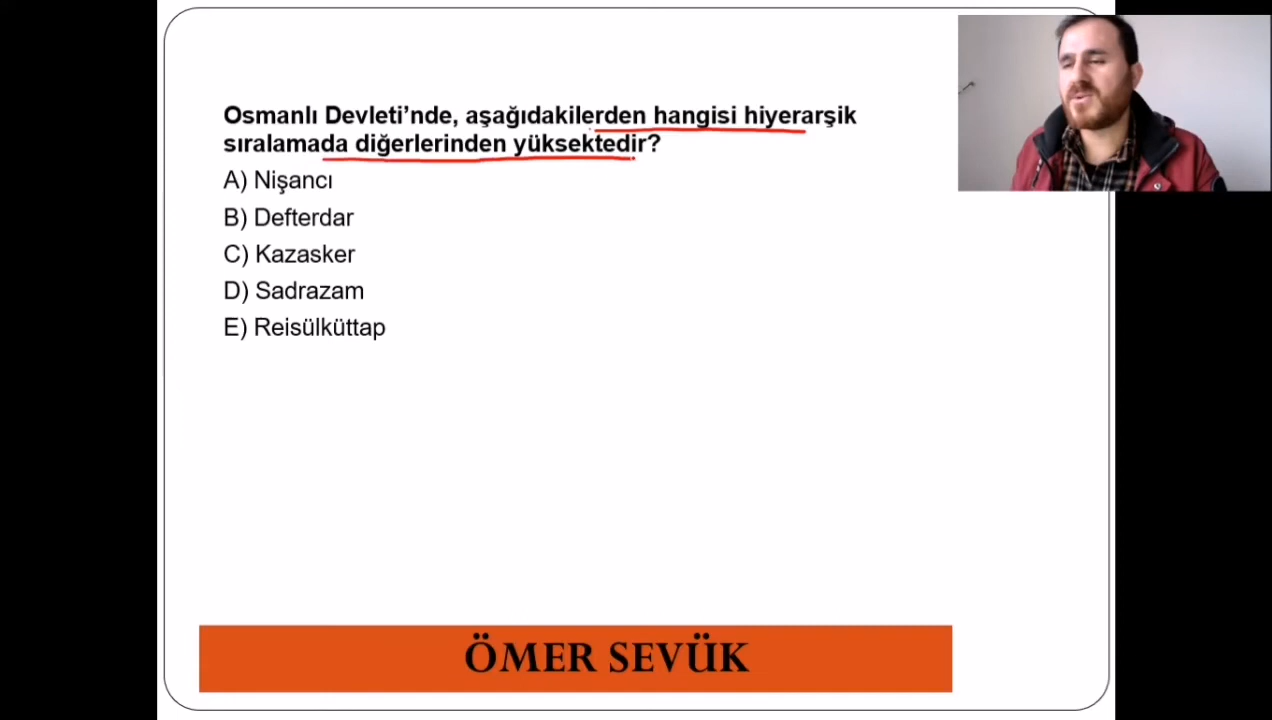 Osmanlı Devleti'nde, aşağıdakilerden hangisi hiyerarşik
sıralamada diğerlerinden yüksektedir?
A) Nişancı
B) Defterdar
C) Kazasker
D) Sadrazam
E) Reisülküttap
ÖMER SEVÜK